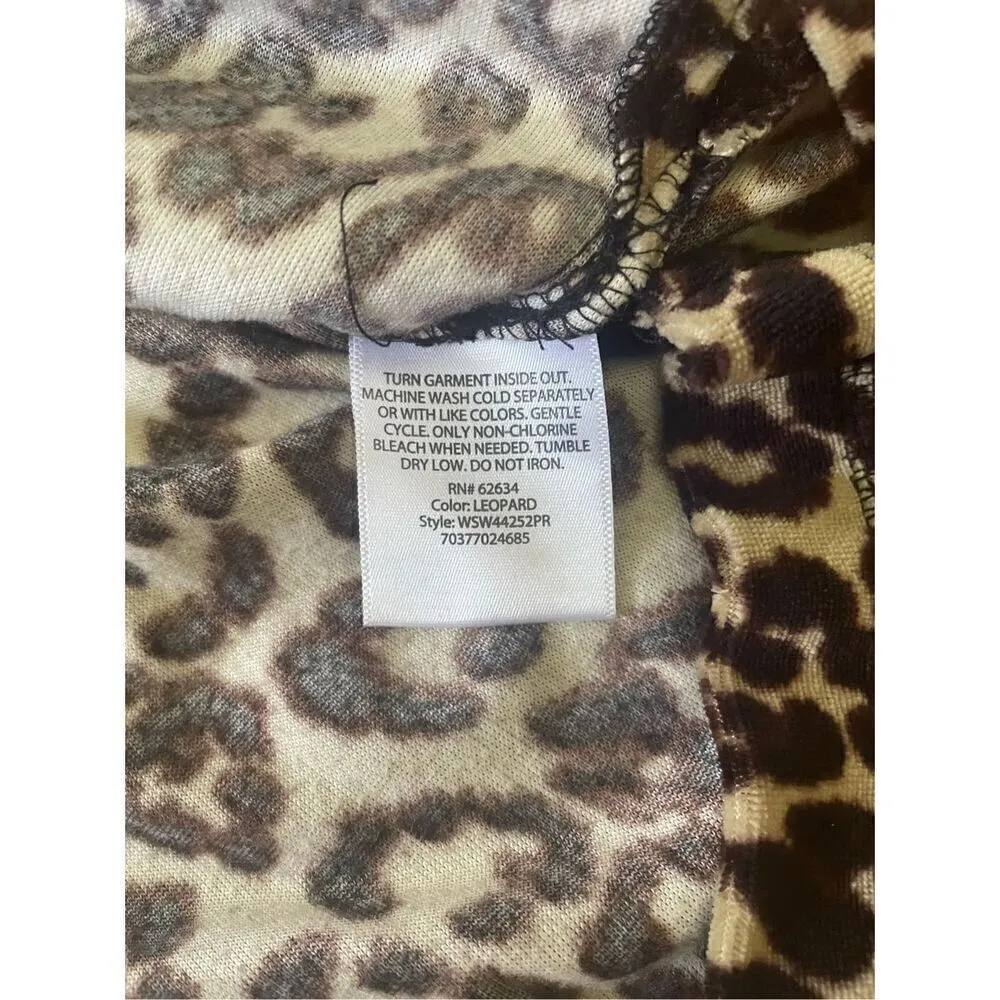 TURN GARMENT INSIDE OUT.
MACHINE WASH COLD SEPARATELY
OR WITH LIKE COLORS. GENTLE
CYCLE. ONLY NON-CHLORINE
BLEACH WHEN NEEDED. TUMBLE
DRY LOW. DO NOT IRON.
RN# 62634
Color: LEOPARD
Style: WSW44252PR
70377024685